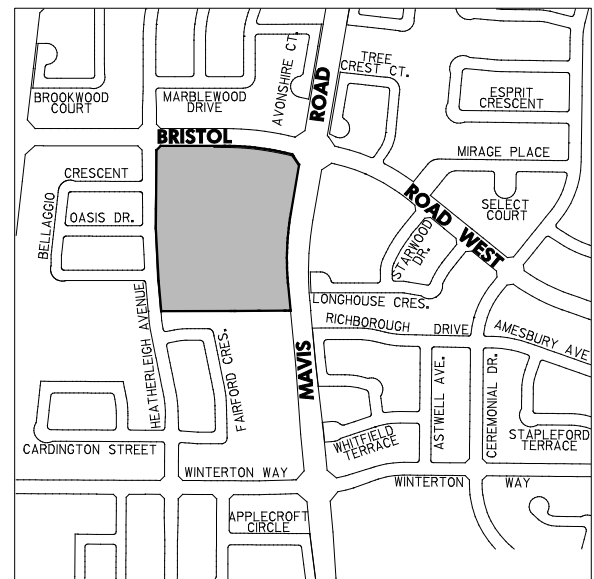 TREE
CREST CT.
AVONSHIRE CT.
ROAD
BROOKWOOD
COURT
MARBLEWOOD
DRIVE
ESPRIT
CRESCENT
BRISTOL
MIRAGE PLACE
CRESCENT
BELLAGGIO
OASIS DR.
ROAD WEST
SELECT
COURT
STARWOOD
DR.
LONGHOUSE CRES.
RICHBOROUGH DRIVE
AMESBURY AVE.
HEATHERLEIGH AVENUE
FAIRFORD CRES.
MAVIS
ASTWELL AVE.
CEREMONIAL DR.
CARDINGTON STREET
WHITFIELD
TERRACE
STAPLEFORD
TERRACE
WINTERTON WAY
WINTERTON WAY
APPLECROFT
CIRCLE